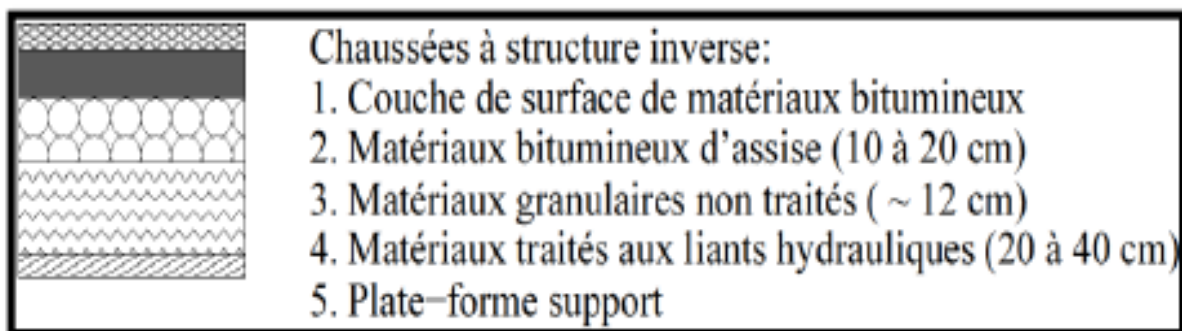 Chaussées à structure inverse:
1. Couche de surface de matériaux bitumineux
2. Matériaux bitumineux d'assise (10 à 20 cm)
3. Matériaux granulaires non traités ( ~ 12 cm)
4. Matériaux traités aux liants hydrauliques (20 à 40 cm)
5. Plate−forme support